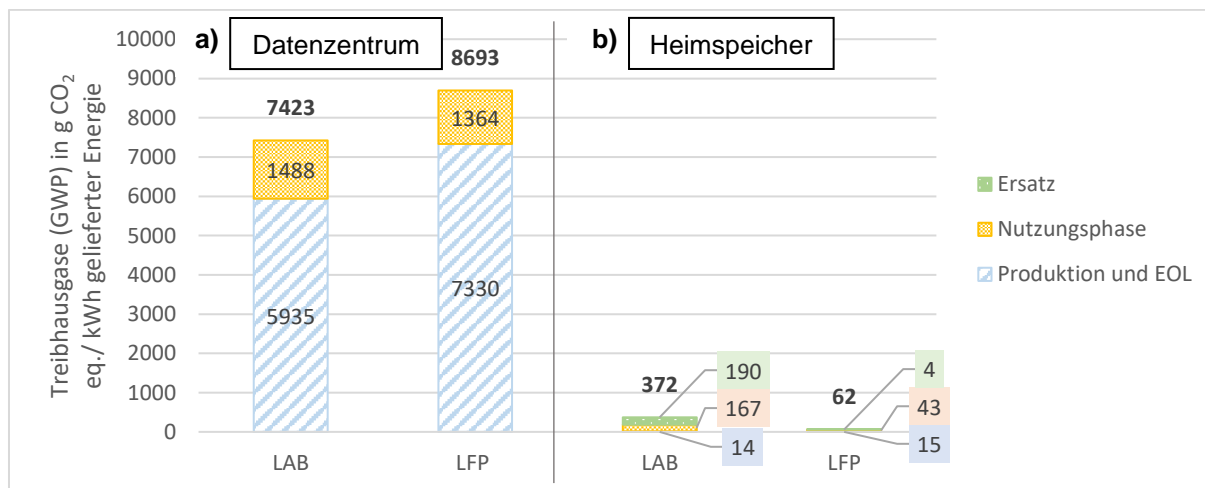 Treibhausgase (GWP) in g CO₂
eq./ kWh gelieferter Energie
10000
9000
8000
7000
6000
5000
4000
3000
2000
1000
0
a) Datenzentrum
7423
1488
5935
LAB
8693
1364
7330
LFP
b) Heimspeicher
372
190
167
14
LAB
62
4
43
15
LFP
Ersatz
Nutzungsphase
Produktion und EOL